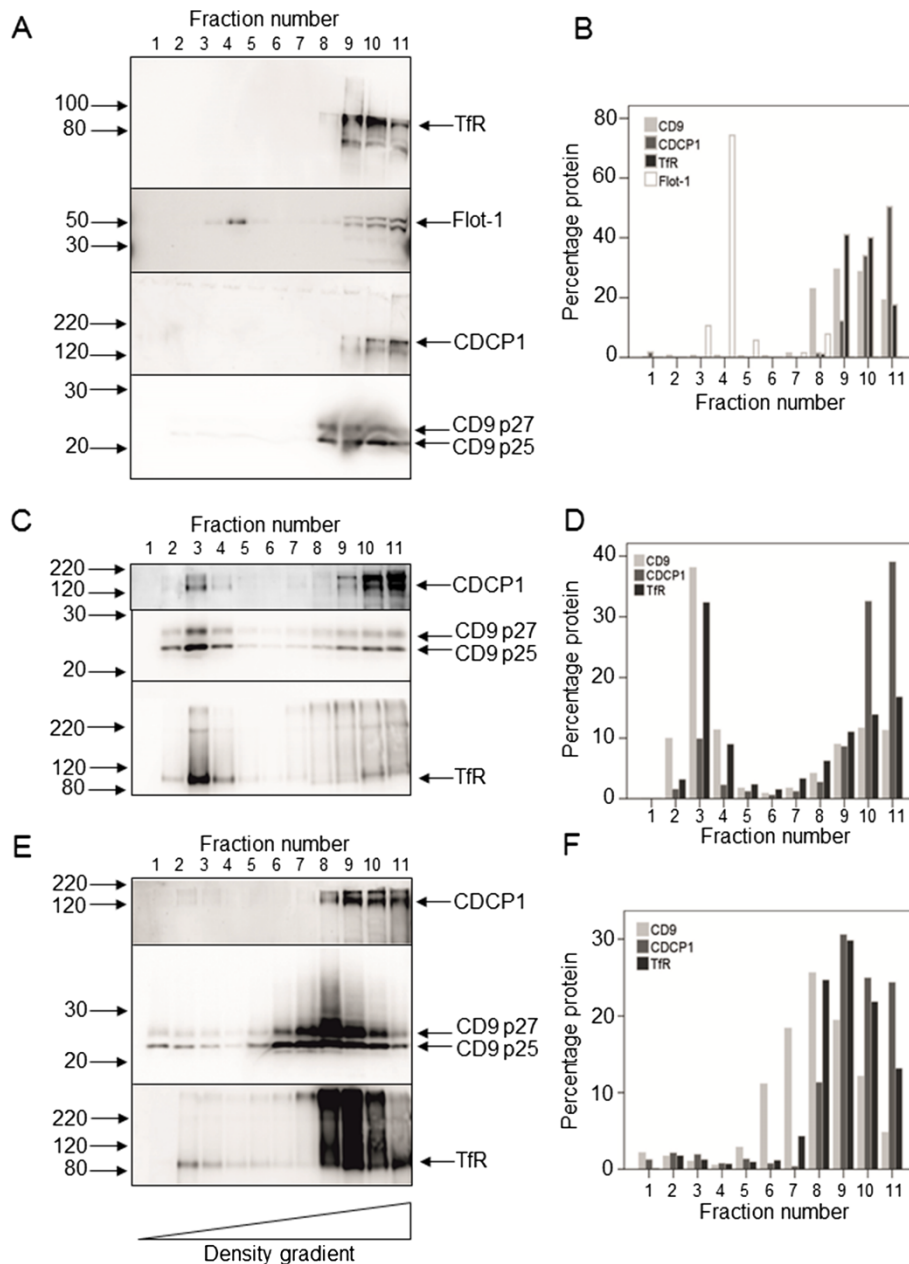 A
Fraction number
1 2 3 4 5 6 7 8 9 10 11
100
80
TfR
50
30
Flot-1
220
120
CDCP1
30
20
CD9 p27
CD9 p25
B
Percentage protein
80
60
40
20
0
CD9
CDCP1
TfR
Flot-1
1 2 3 4 5 6 7 8 9 10 11
Fraction number
C
Fraction number
1 2 3 4 5 6 7 8 9 10 11
220
120
CDCP1
30
20
CD9 p27
CD9 p25
220
120
80
TfR
D
Percentage protein
40
30
20
10
0
CD9
CDCP1
TfR
1 2 3 4 5 6 7 8 9 10 11
Fraction number
E
Fraction number
1 2 3 4 5 6 7 8 9 10 11
220
120
CDCP1
30
20
CD9 p27
CD9 p25
220
120
80
TfR
Density gradient
F
Percentage protein
30
20
10
0
CD9
CDCP1
TfR
1 2 3 4 5 6 7 8 9 10 11
Fraction number